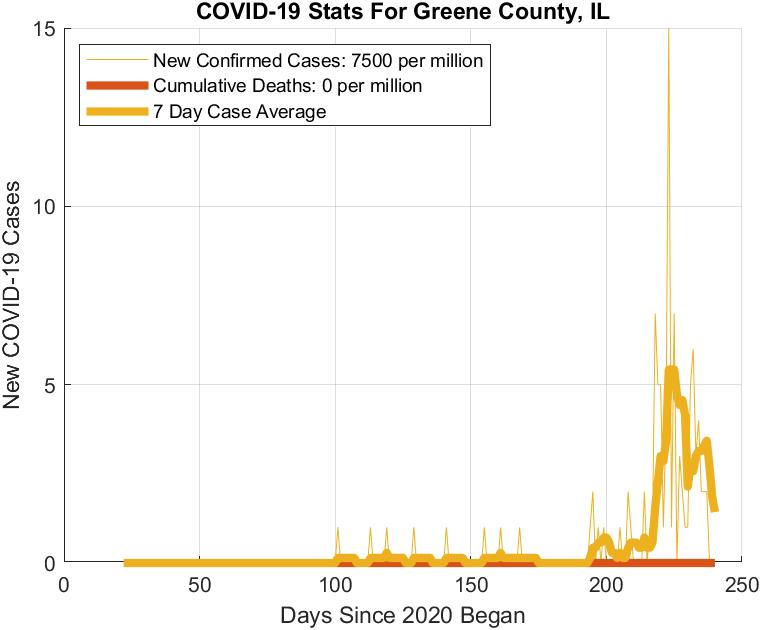 COVID-19 Stats For Greene County, IL
15
New Confirmed Cases: 7500 per million
Cumulative Deaths: 0 per million
7 Day Case Average
10
New COVID-19 Cases
5
0
0 50 100 150 200 250
Days Since 2020 Began